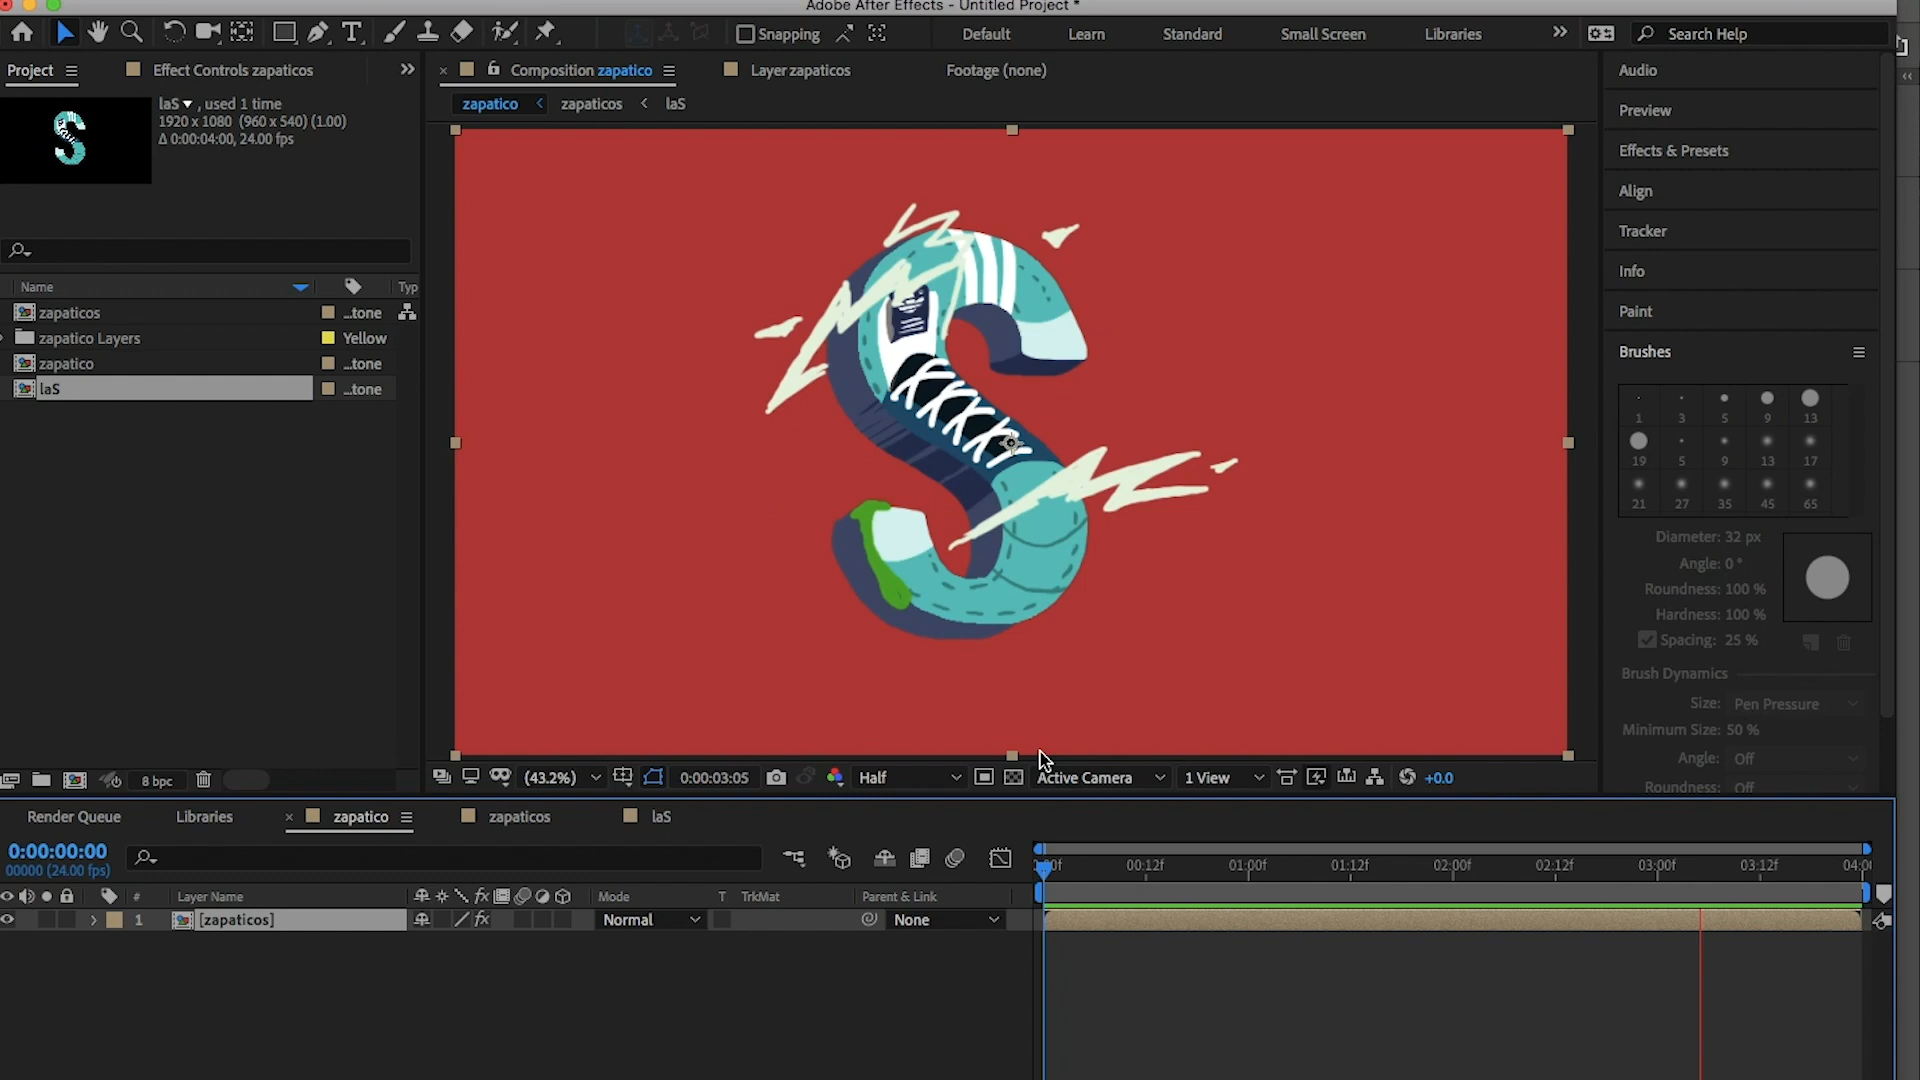 Adobe After Effects - Untitled Project *
Snapping
Default
Learn
Standard
Small Screen
Libraries
Search Help
Project
Effect Controls zapaticos
Composition zapatico
Layer zapaticos
Footage (none)
zapatico
zapaticos
laS
laS , used 1 time
1920 x 1080 (960 x 540) (1.00)
Δ 0:00:04:00, 24.00 fps
Name
Typ
zapaticos
...tone
zapatico Layers
Yellow
zapatico
...tone
laS
...tone
8 bpc
(43.2%)
0:00:03:05
Half
Active Camera
1 View
+0.0
Audio
Preview
Effects & Presets
Align
Tracker
Info
Paint
Brushes
1 3 5 9 13
19 5 9 13 17
21 27 35 45 65
Diameter: 32 px
Angle: 0 °
Roundness: 100 %
Hardness: 100 %
Spacing: 25 %
Brush Dynamics
Size: Pen Pressure
Minimum Size: 50 %
Angle: Off
Roundness: Off
Render Queue
Libraries
zapatico
zapaticos
laS
0:00:00:00
00000 (24.00 fps)
00f 00:12f 01:00f 01:12f 02:00f 02:12f 03:00f 03:12f 04:00
# Layer Name
Mode
T TrkMat
Parent & Link
1 [zapaticos]
Normal
None